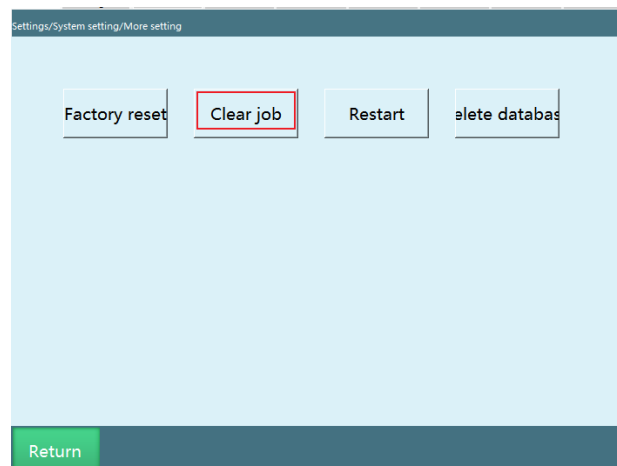 Settings/System setting/More setting
Factory reset
Clear job
Restart
elete databas
Return